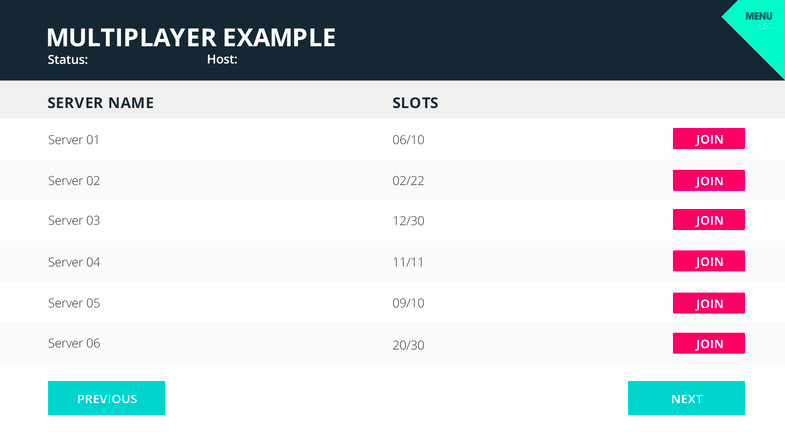 MENU
MULTIPLAYER EXAMPLE
Status: Host:
SERVER NAME SLOTS
Server 01 06/10 JOIN
Server 02 02/22 JOIN
Server 03 12/30 JOIN
Server 04 11/11 JOIN
Server 05 09/10 JOIN
Server 06 20/30 JOIN
PREVIOUS NEXT